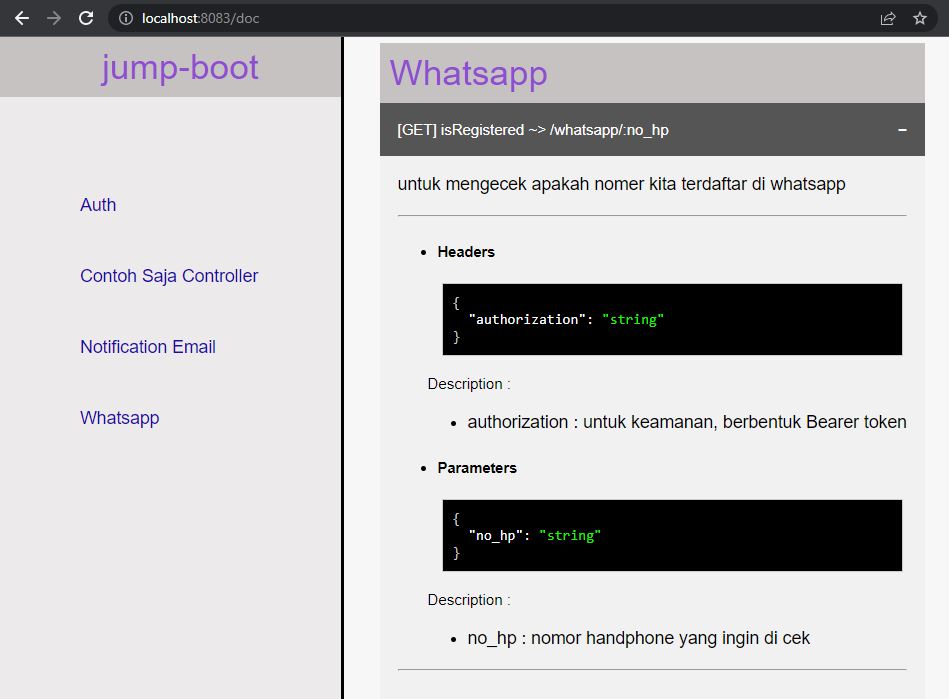 localhost:8083/doc
jump-boot
Auth
Contoh Saja Controller
Notification Email
Whatsapp
Whatsapp
[GET] isRegistered ~> /whatsapp/:no_hp −
untuk mengecek apakah nomer kita terdaftar di whatsapp
• Headers
{
"authorization": "string"
}
Description :
• authorization : untuk keamanan, berbentuk Bearer token
• Parameters
{
"no_hp": "string"
}
Description :
• no_hp : nomor handphone yang ingin di cek